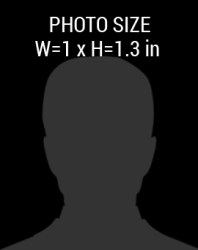 PHOTO SIZE
W=1 x H=1.3 in